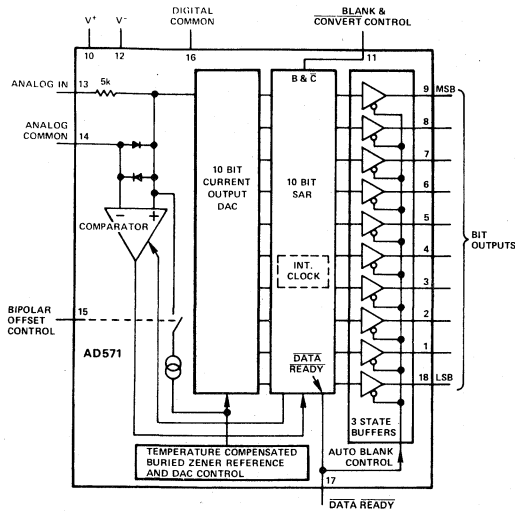 DIGITAL
COMMON
V+
V-
BLANK &
CONVERT CONTROL
10
12
16
11
ANALOG IN
13
5k
B & C
9
MSB
ANALOG
COMMON
14
8
7
10 BIT
CURRENT
OUTPUT
DAC
10 BIT
SAR
6
−
+
COMPARATOR
5
BIT
OUTPUTS
4
INT.
CLOCK
3
BIPOLAR
OFFSET
CONTROL
15
2
AD571
DATA
READY
1
18
LSB
3 STATE
BUFFERS
TEMPERATURE COMPENSATED
BURIED ZENER REFERENCE
AND DAC CONTROL
AUTO BLANK
CONTROL
17
DATA READY